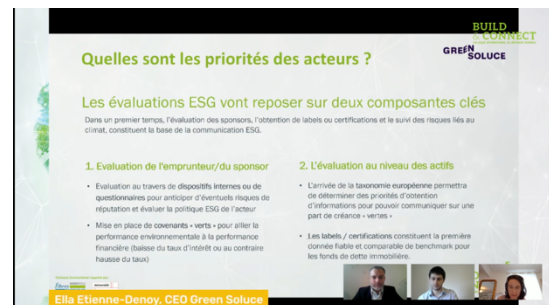 BUILD
& CONNECT
GREEN
SOLUCE
Quelles sont les priorités des acteurs ?
Les évaluations ESG vont reposer sur deux composantes clés
Dans un premier temps, l'évaluation des sponsors, l'obtention de labels ou certifications et le suivi des risques liés au
climat, constituent la base de la communication ESG.
1. Evaluation de l'emprunteur/du sponsor
• Evaluation au travers de dispositifs internes ou de
questionnaires pour anticiper d'éventuels risques de
réputation et évaluer la politique ESG de l'acteur
• Mise en place de covenants « verts » pour allier la
performance environnementale à la performance
financière (baisse du taux d'intérêt ou au contraire
hausse du taux)
2. L'évaluation au niveau des actifs
• L'arrivée de la taxonomie européenne permettra
de déterminer des priorités d'obtention
d'informations pour pouvoir communiquer sur une
part de créance « vertes »
• Les labels / certifications constituent la première
donnée fiable et comparable de benchmark pour
les fonds de dette immobilière.
Ella Etienne-Denoy, CEO Green Soluce